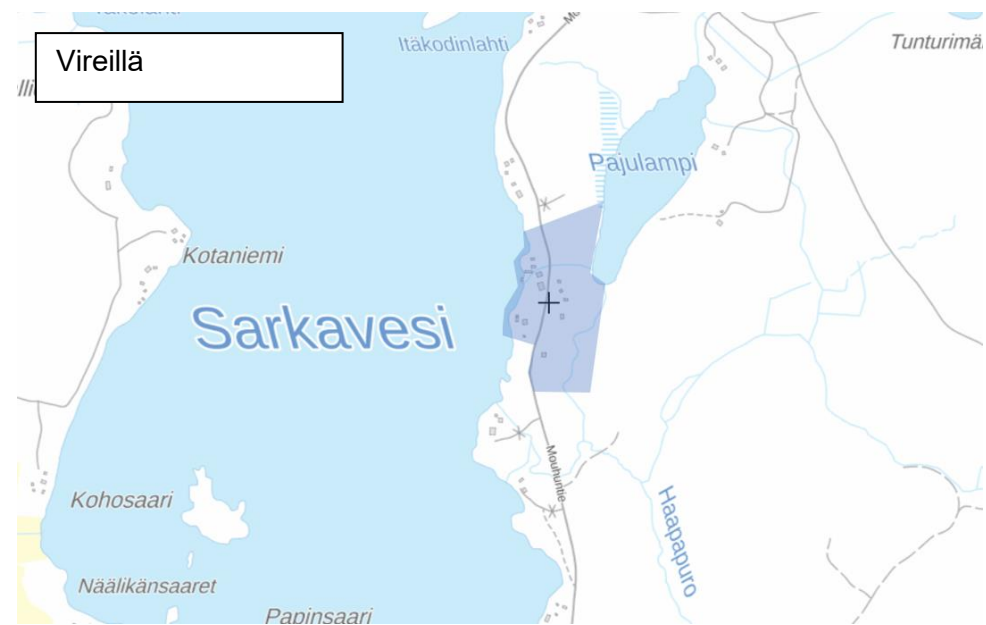 Vireillä
Itäkodinlahti
Tunturimä
Pajulampi
Kotaniemi
Sarkavesi
Mouhuntie
Kohosaari
Haapapuro
Näälikänsaaret
Papinsaari